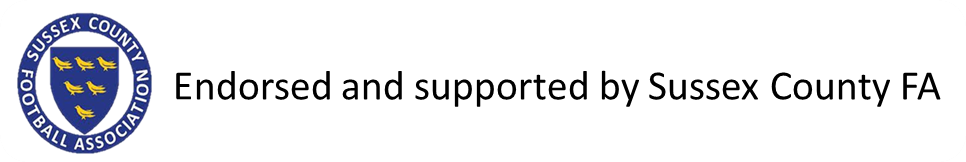 SUSSEX COUNTY
FOOTBALL ASSOCIATION
Endorsed and supported by Sussex County FA